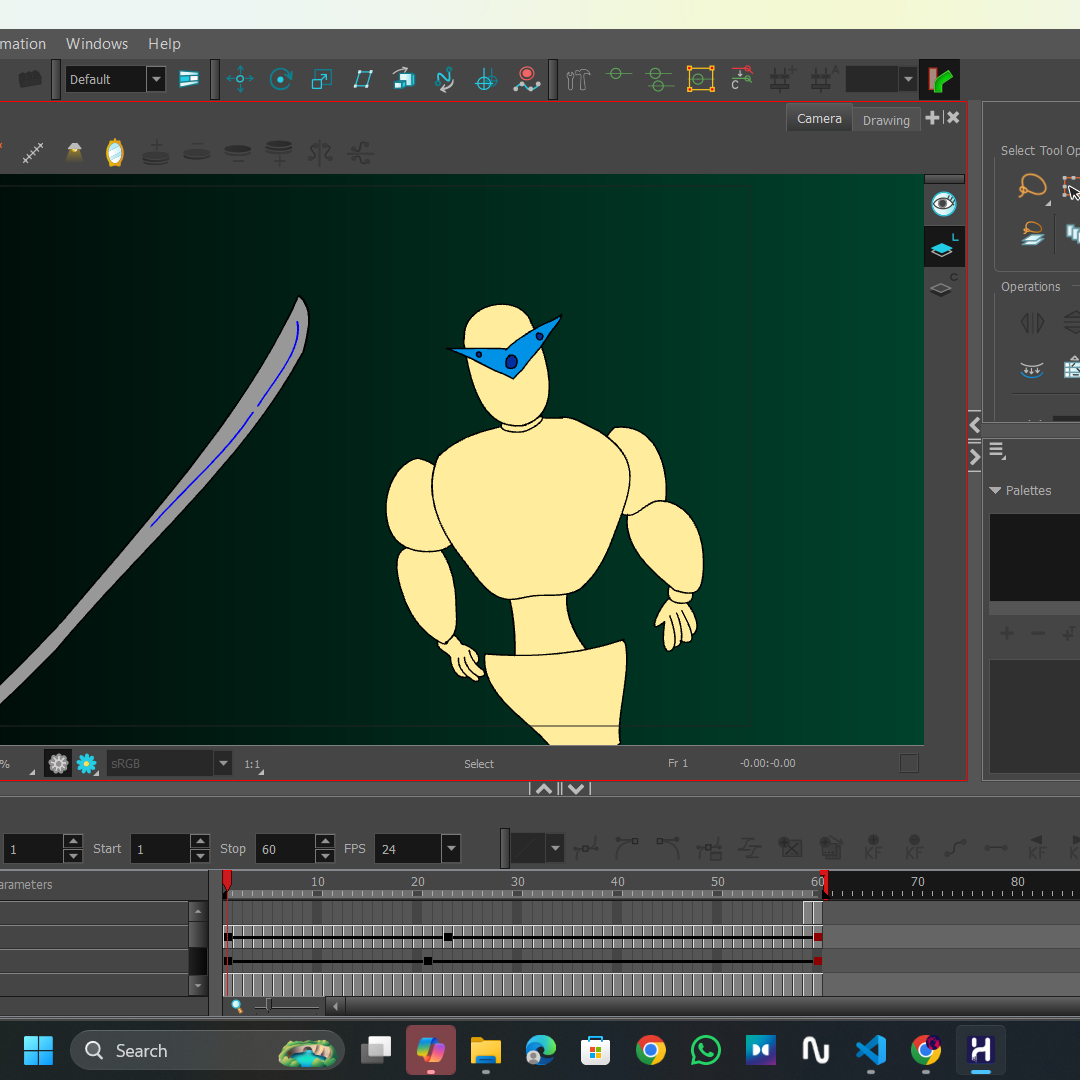 mation Windows Help
Default
Camera Drawing
Select Tool Op
L
C
Operations
Palettes
% sRGB 1:1 Select Fr 1 -0.00:-0.00
1 Start 1 Stop 60 FPS 24
KF KF KF KF
arameters
10 20 30 40 50 60 70 80
Search